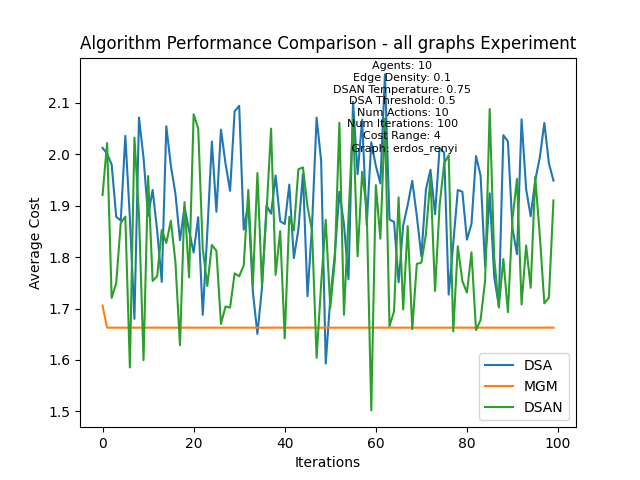 Algorithm Performance Comparison - all graphs Experiment
Agents: 10
Edge Density: 0.1
DSAN Temperature: 0.75
DSA Threshold: 0.5
Num Actions: 10
Num Iterations: 100
Cost Range: 4
Graph: erdos_renyi
Average Cost
2.1
2.0
1.9
1.8
1.7
1.6
1.5
0
20
40
60
80
100
Iterations
DSA
MGM
DSAN